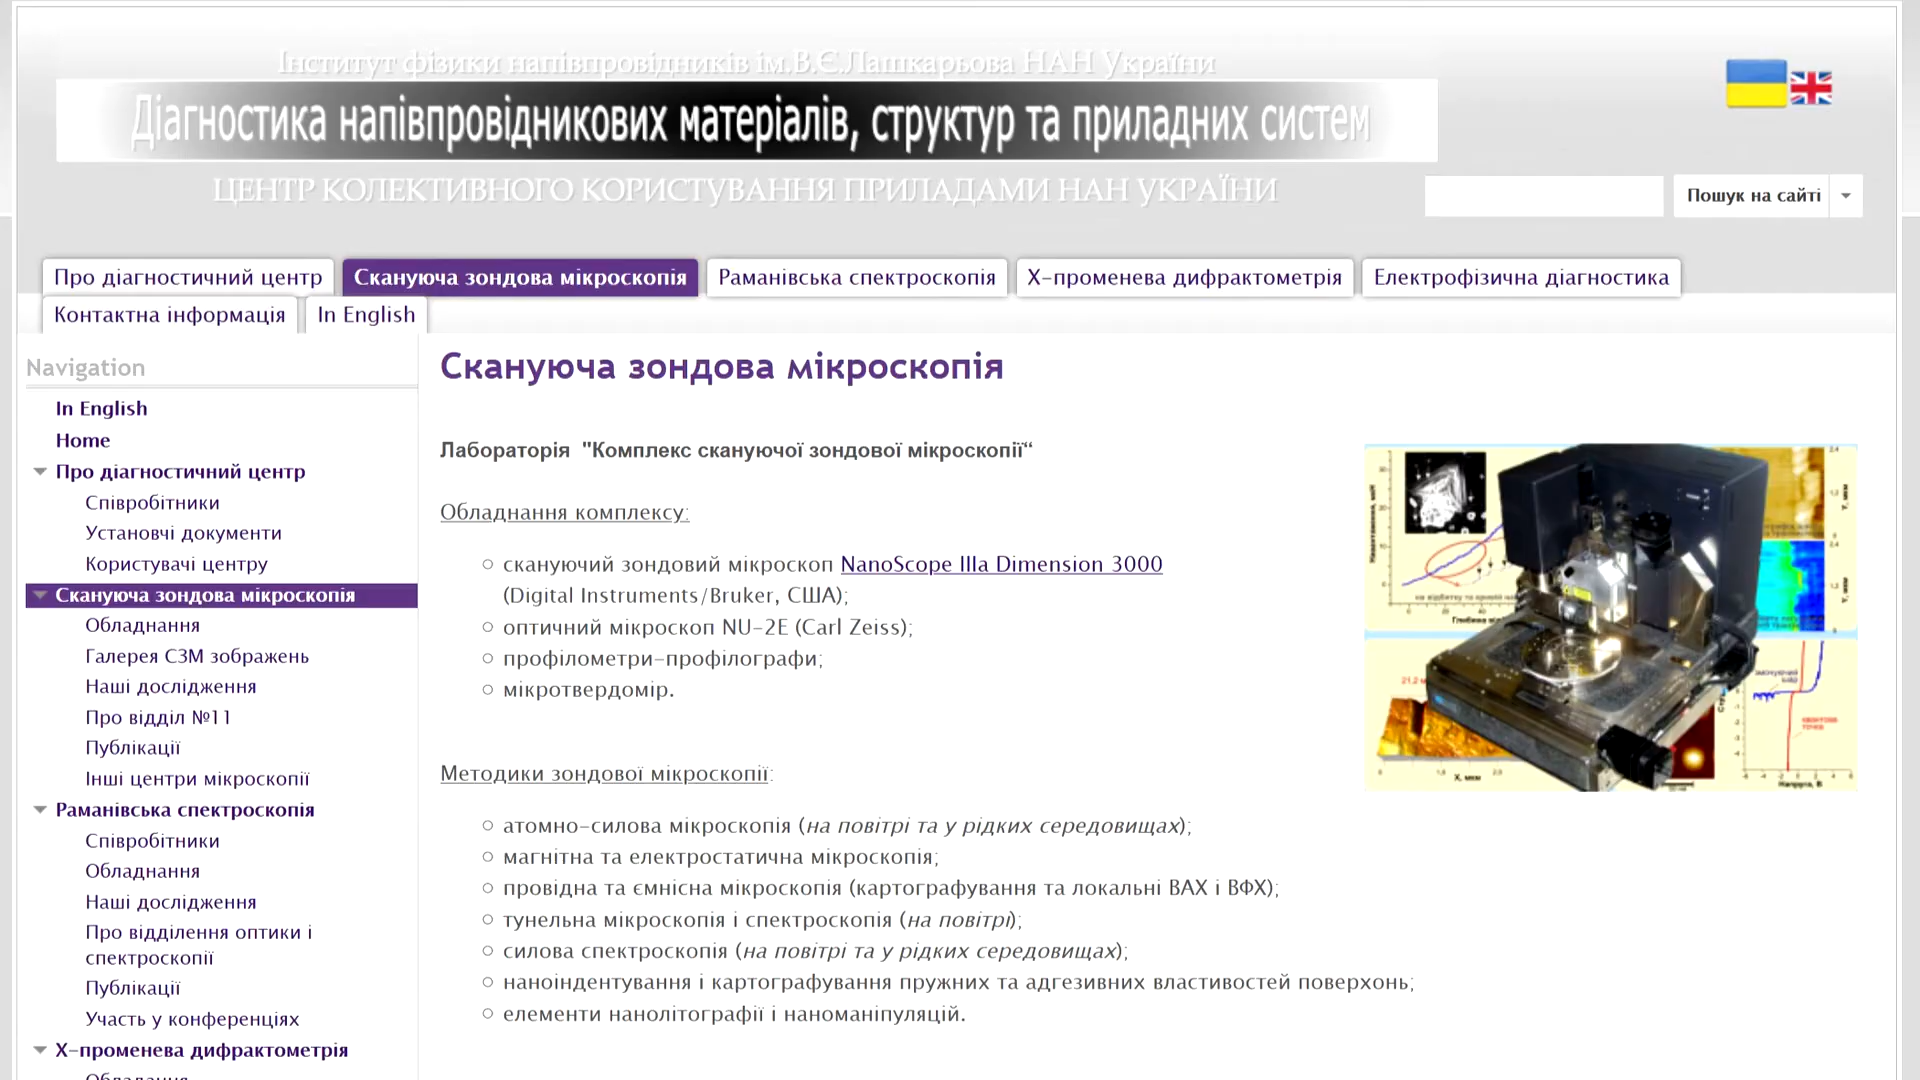 Інститут фізики напівпровідників ім.В.Є.Лашкарьова НАН України
Діагностика напівпровідникових матеріалів, структур та приладних систем
ЦЕНТР КОЛЕКТИВНОГО КОРИСТУВАННЯ ПРИЛАДАМИ НАН УКРАЇНИ
Пошук на сайті
Про діагностичний центр
Скануюча зондова мікроскопія
Раманівська спектроскопія
Х-променева дифрактометрія
Електрофізична діагностика
Контактна інформація
In English
Navigation
In English
Home
Про діагностичний центр
Співробітники
Установчі документи
Користувачі центру
Скануюча зондова мікроскопія
Обладнання
Галерея СЗМ зображень
Наші дослідження
Про відділ №11
Публікації
Інші центри мікроскопії
Раманівська спектроскопія
Співробітники
Обладнання
Наші дослідження
Про відділення оптики і
спектроскопії
Публікації
Участь у конференціях
Х-променева дифрактометрія
Обладнання
Скануюча зондова мікроскопія
Лабораторія "Комплекс скануючої зондової мікроскопії“
Обладнання комплексу:
скануючий зондовий мікроскоп NanoScope IIIa Dimension 3000
(Digital Instruments/Bruker, США);
оптичний мікроскоп NU-2E (Carl Zeiss);
профілометри-профілографи;
мікротвердомір.
Методики зондової мікроскопії:
атомно-силова мікроскопія (на повітрі та у рідких середовищах);
магнітна та електростатична мікроскопія;
провідна та ємнісна мікроскопія (картографування та локальні ВАХ і ВФХ);
тунельна мікроскопія і спектроскопія (на повітрі);
силова спектроскопія (на повітрі та у рідких середовищах);
наноіндентування і картографування пружних та адгезивних властивостей поверхонь;
елементи нанолітографії і наноманіпуляцій.
21,2
X, мкм
квантова
точка
Напруга, В